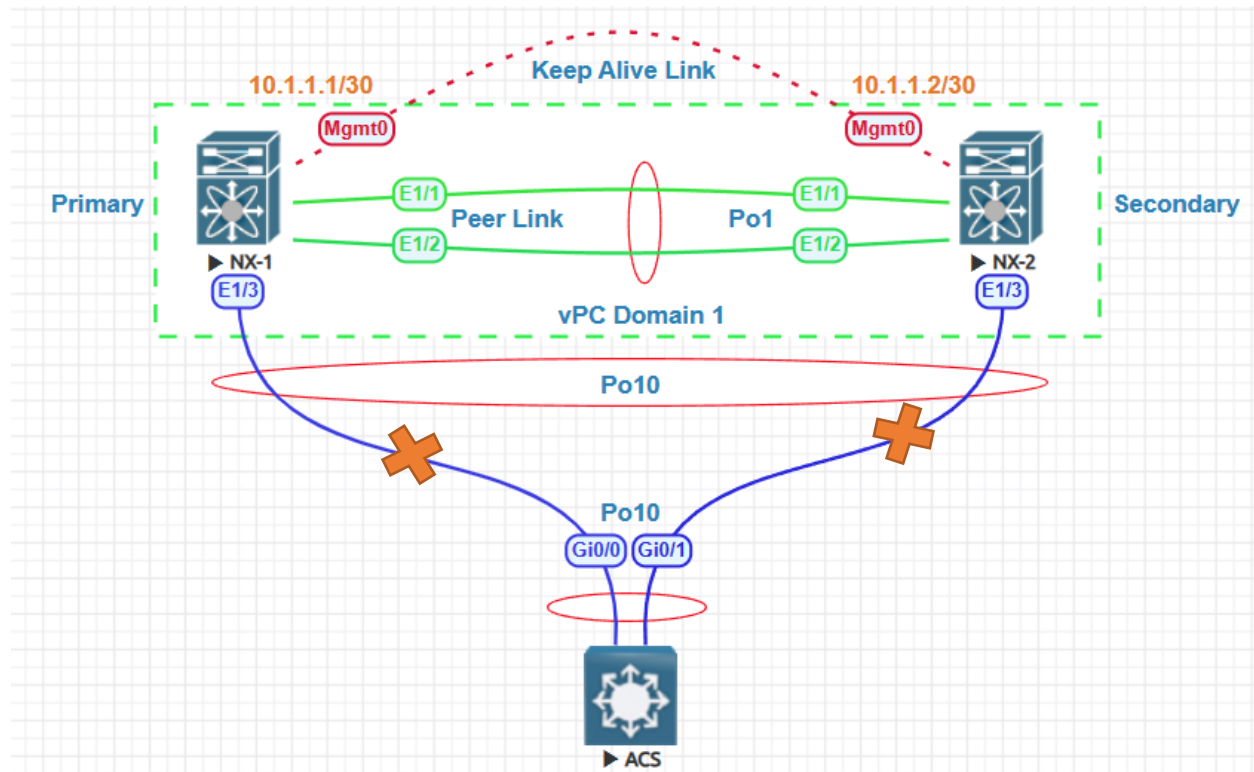 Keep Alive Link
10.1.1.1/30
10.1.1.2/30
Mgmt0
Mgmt0
Primary
E1/1
E1/1
Secondary
Peer Link
Po1
E1/2
E1/2
NX-1
NX-2
E1/3
E1/3
vPC Domain 1
Po10
Po10
Gi0/0
Gi0/1
ACS